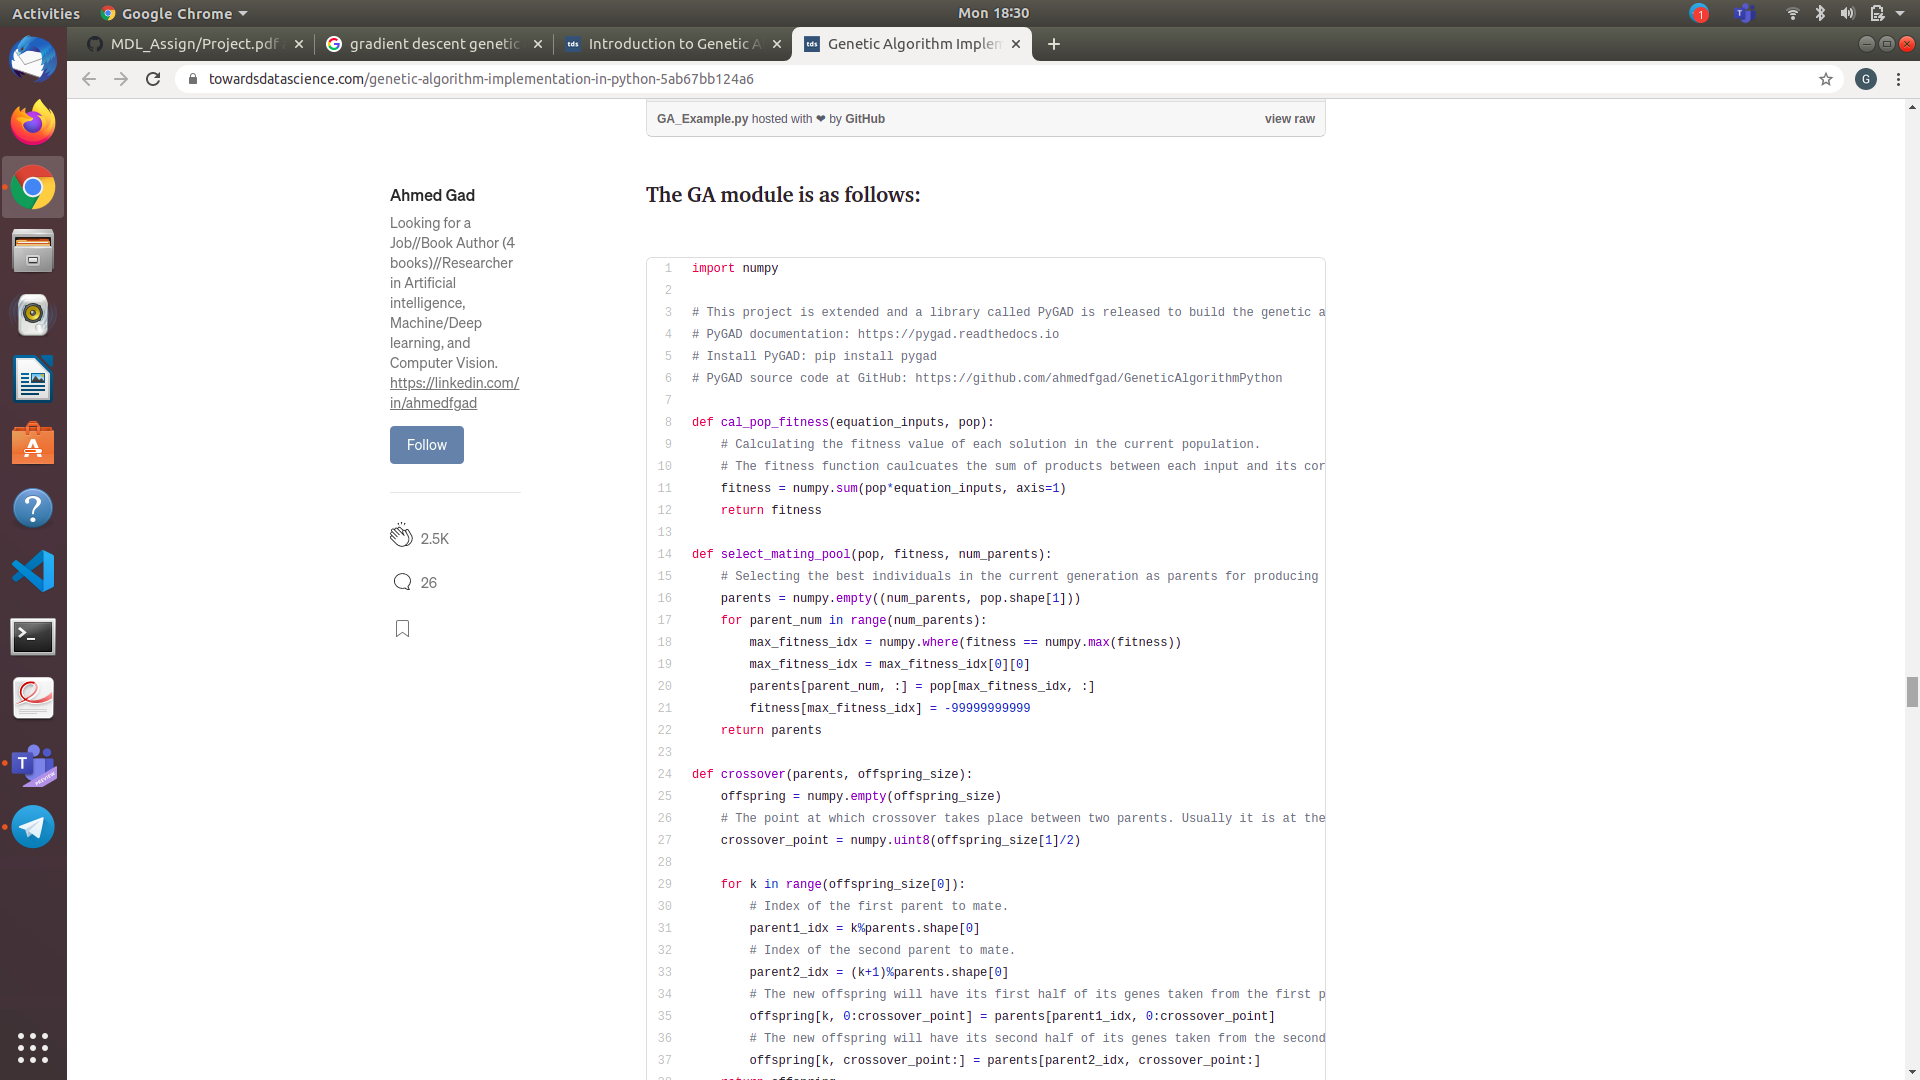 Activities
Google Chrome
Mon 18:30
1
MDL_Assign/Project.pdf
gradient descent genetic
tds
Introduction to Genetic A
tds
Genetic Algorithm Implem
towardsdatascience.com/genetic-algorithm-implementation-in-python-5ab67bb124a6
G
GA_Example.py hosted with ❤ by GitHub
view raw
Ahmed Gad
Looking for a
Job//Book Author (4
books)//Researcher
in Artificial
intelligence,
Machine/Deep
learning, and
Computer Vision.
https://linkedin.com/
in/ahmedfgad
Follow
2.5K
26
The GA module is as follows:
1 import numpy
2
3 # This project is extended and a library called PyGAD is released to build the genetic a
4 # PyGAD documentation: https://pygad.readthedocs.io
5 # Install PyGAD: pip install pygad
6 # PyGAD source code at GitHub: https://github.com/ahmedfgad/GeneticAlgorithmPython
7
8 def cal_pop_fitness(equation_inputs, pop):
9     # Calculating the fitness value of each solution in the current population.
10     # The fitness function caulcuates the sum of products between each input and its cor
11     fitness = numpy.sum(pop*equation_inputs, axis=1)
12     return fitness
13
14 def select_mating_pool(pop, fitness, num_parents):
15     # Selecting the best individuals in the current generation as parents for producing
16     parents = numpy.empty((num_parents, pop.shape[1]))
17     for parent_num in range(num_parents):
18         max_fitness_idx = numpy.where(fitness == numpy.max(fitness))
19         max_fitness_idx = max_fitness_idx[0][0]
20         parents[parent_num, :] = pop[max_fitness_idx, :]
21         fitness[max_fitness_idx] = -99999999999
22     return parents
23
24 def crossover(parents, offspring_size):
25     offspring = numpy.empty(offspring_size)
26     # The point at which crossover takes place between two parents. Usually it is at the
27     crossover_point = numpy.uint8(offspring_size[1]/2)
28
29     for k in range(offspring_size[0]):
30         # Index of the first parent to mate.
31         parent1_idx = k%parents.shape[0]
32         # Index of the second parent to mate.
33         parent2_idx = (k+1)%parents.shape[0]
34         # The new offspring will have its first half of its genes taken from the first p
35         offspring[k, 0:crossover_point] = parents[parent1_idx, 0:crossover_point]
36         # The new offspring will have its second half of its genes taken from the second
37         offspring[k, crossover_point:] = parents[parent2_idx, crossover_point:]